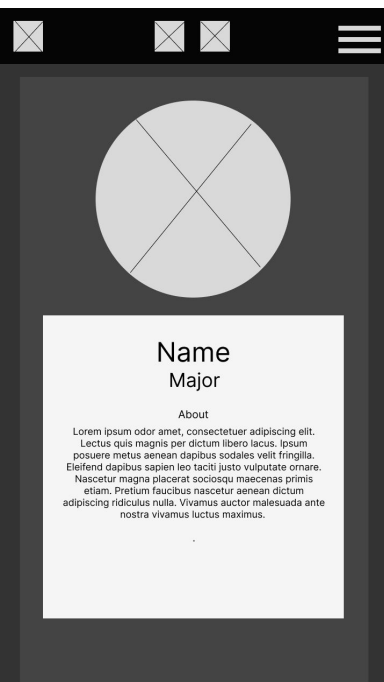 Name
Major
About
Lorem ipsum odor amet, consectetuer adipiscing elit.
Lectus quis magnis per dictum libero lacus. Ipsum
posuere metus aenean dapibus sodales velit fringilla.
Eleifend dapibus sapien leo taciti justo vulputate ornare.
Nascetur magna placerat sociosqu maecenas primis
etiam. Pretium faucibus nascetur aenean dictum
adipiscing ridiculus nulla. Vivamus auctor malesuada ante
nostra vivamus luctus maximus.
.